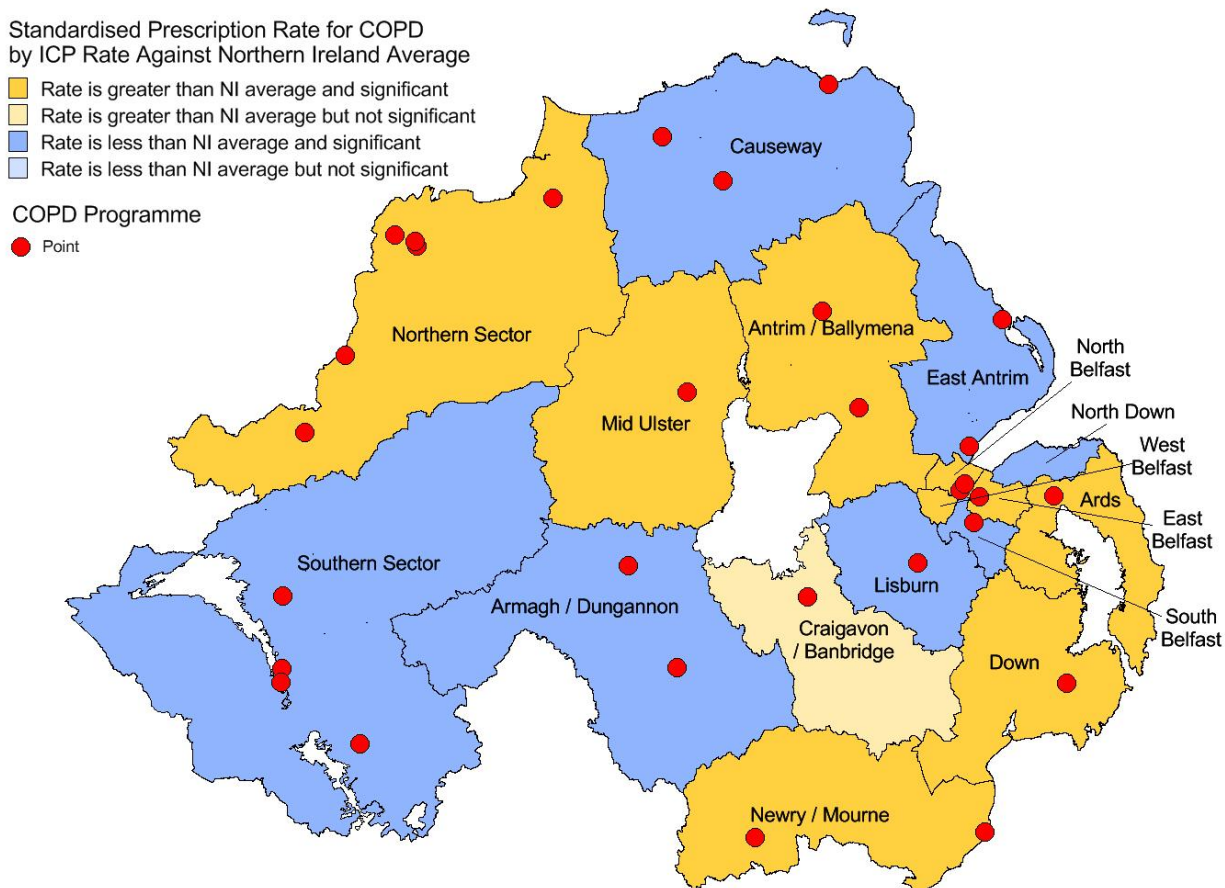 Standardised Prescription Rate for COPD
by ICP Rate Against Northern Ireland Average
Rate is greater than NI average and significant
Rate is greater than NI average but not significant
Rate is less than NI average and significant
Rate is less than NI average but not significant
COPD Programme
Point
Causeway
Northern Sector
Antrim / Ballymena
North
Belfast
East Antrim
North Down
Mid Ulster
West
Belfast
Ards
East
Belfast
Southern Sector
Lisburn
Armagh / Dungannon
South
Belfast
Craigavon
/ Banbridge
Down
Newry / Mourne